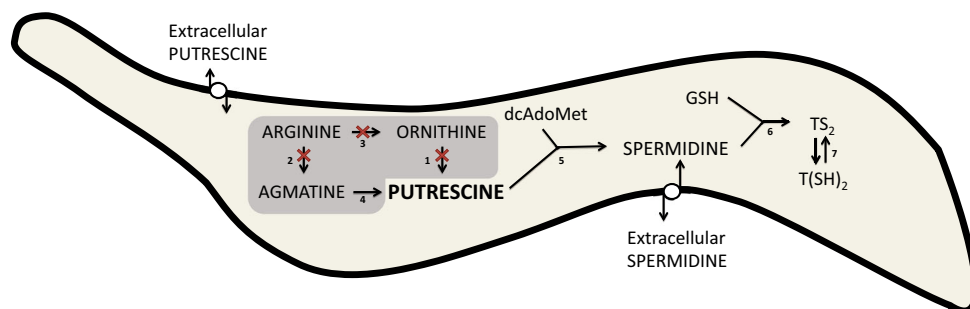 Extracellular
PUTRESCINE
dcAdoMet
GSH
ARGININE 3 ORNITHINE
TS2
2 1 5 6 7
SPERMIDINE
T(SH)2
AGMATINE 4 PUTRESCINE
Extracellular
SPERMIDINE